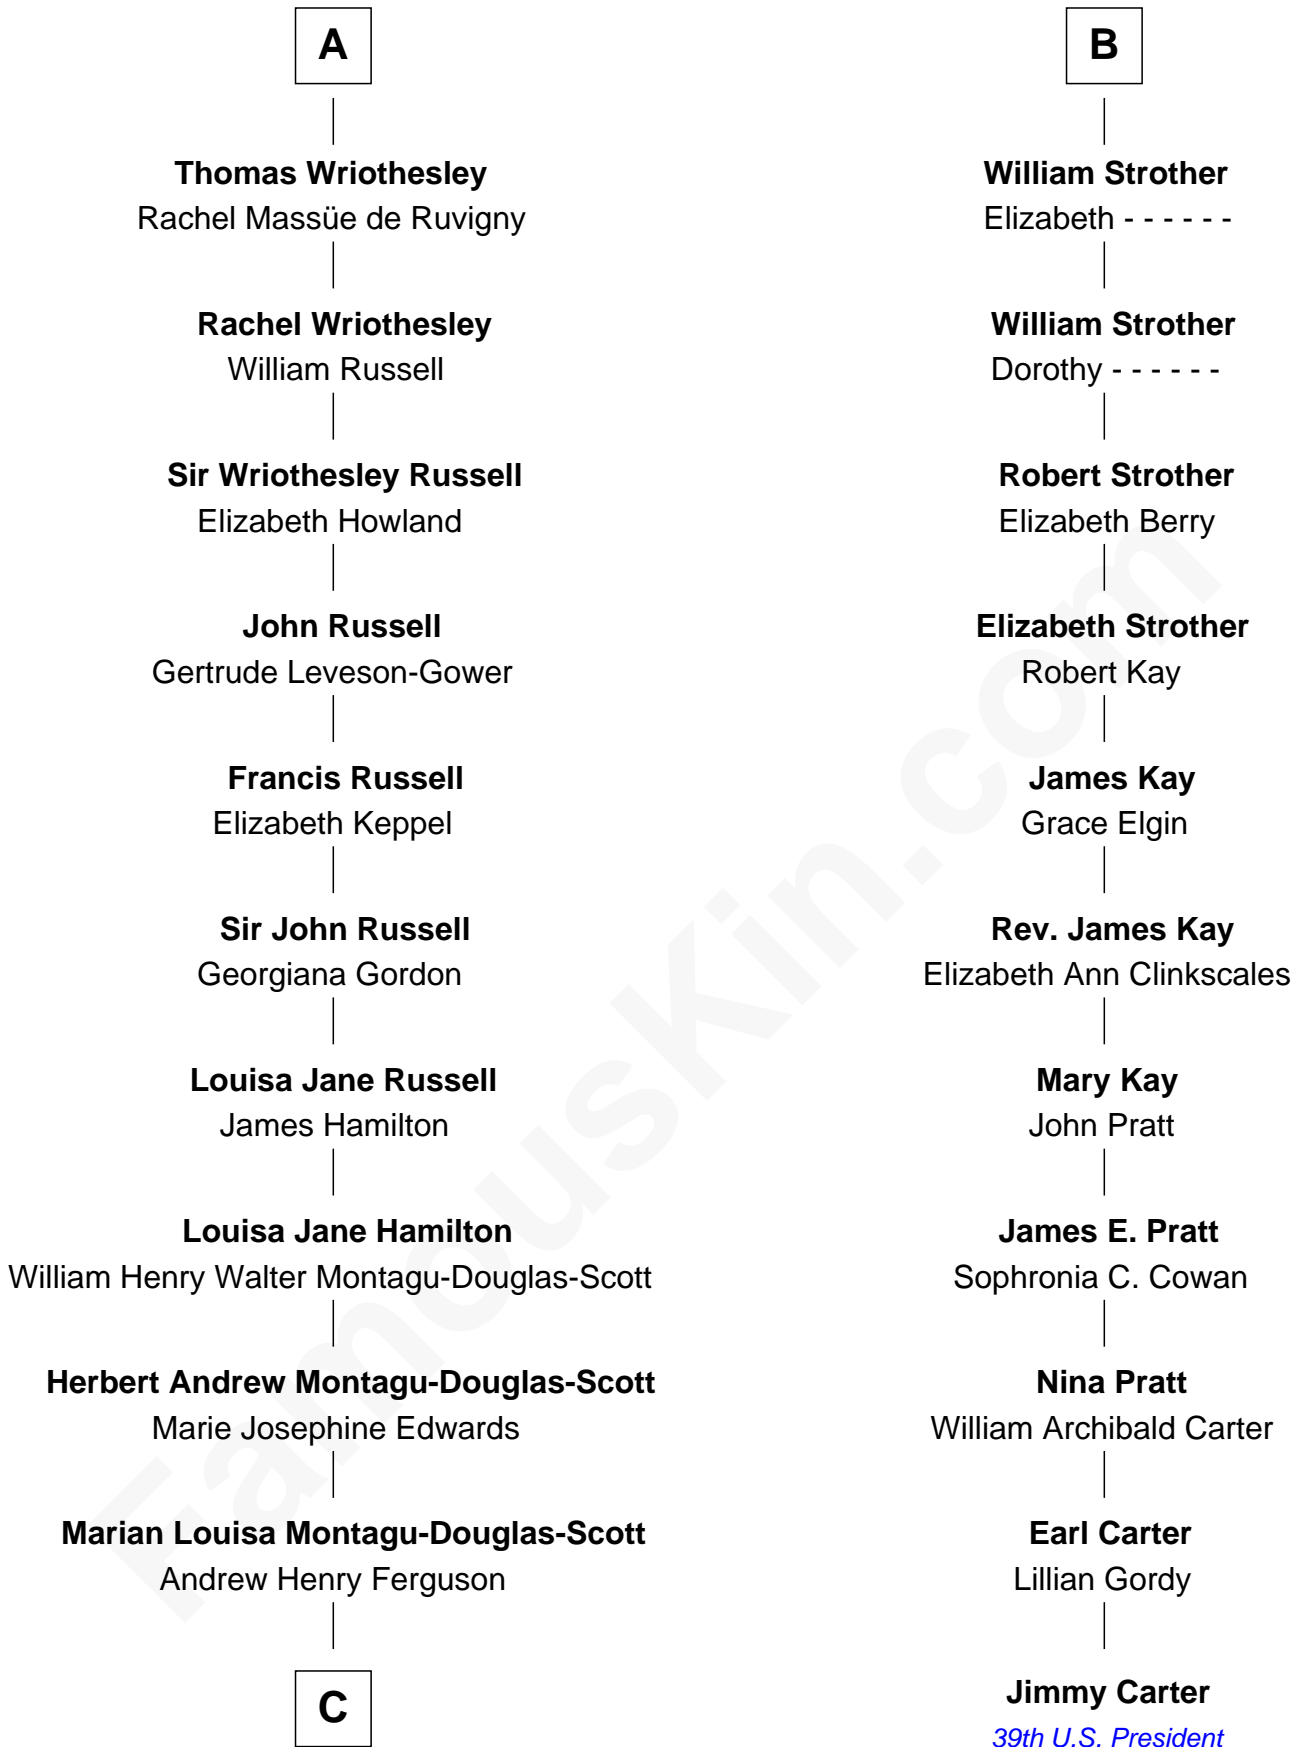 A
Thomas Wriothesley
Rachel Massüe de Ruvigny
Rachel Wriothesley
William Russell
Sir Wriothesley Russell
Elizabeth Howland
John Russell
Gertrude Leveson-Gower
Francis Russell
Elizabeth Keppel
Sir John Russell
Georgiana Gordon
Louisa Jane Russell
James Hamilton
Louisa Jane Hamilton
William Henry Walter Montagu-Douglas-Scott
Herbert Andrew Montagu-Douglas-Scott
Marie Josephine Edwards
Marian Louisa Montagu-Douglas-Scott
Andrew Henry Ferguson
C
B
William Strother
Elizabeth - - - - - -
William Strother
Dorothy - - - - - -
Robert Strother
Elizabeth Berry
Elizabeth Strother
Robert Kay
James Kay
Grace Elgin
Rev. James Kay
Elizabeth Ann Clinkscales
Mary Kay
John Pratt
James E. Pratt
Sophronia C. Cowan
Nina Pratt
William Archibald Carter
Earl Carter
Lillian Gordy
Jimmy Carter
39th U.S. President
FamousKin.com